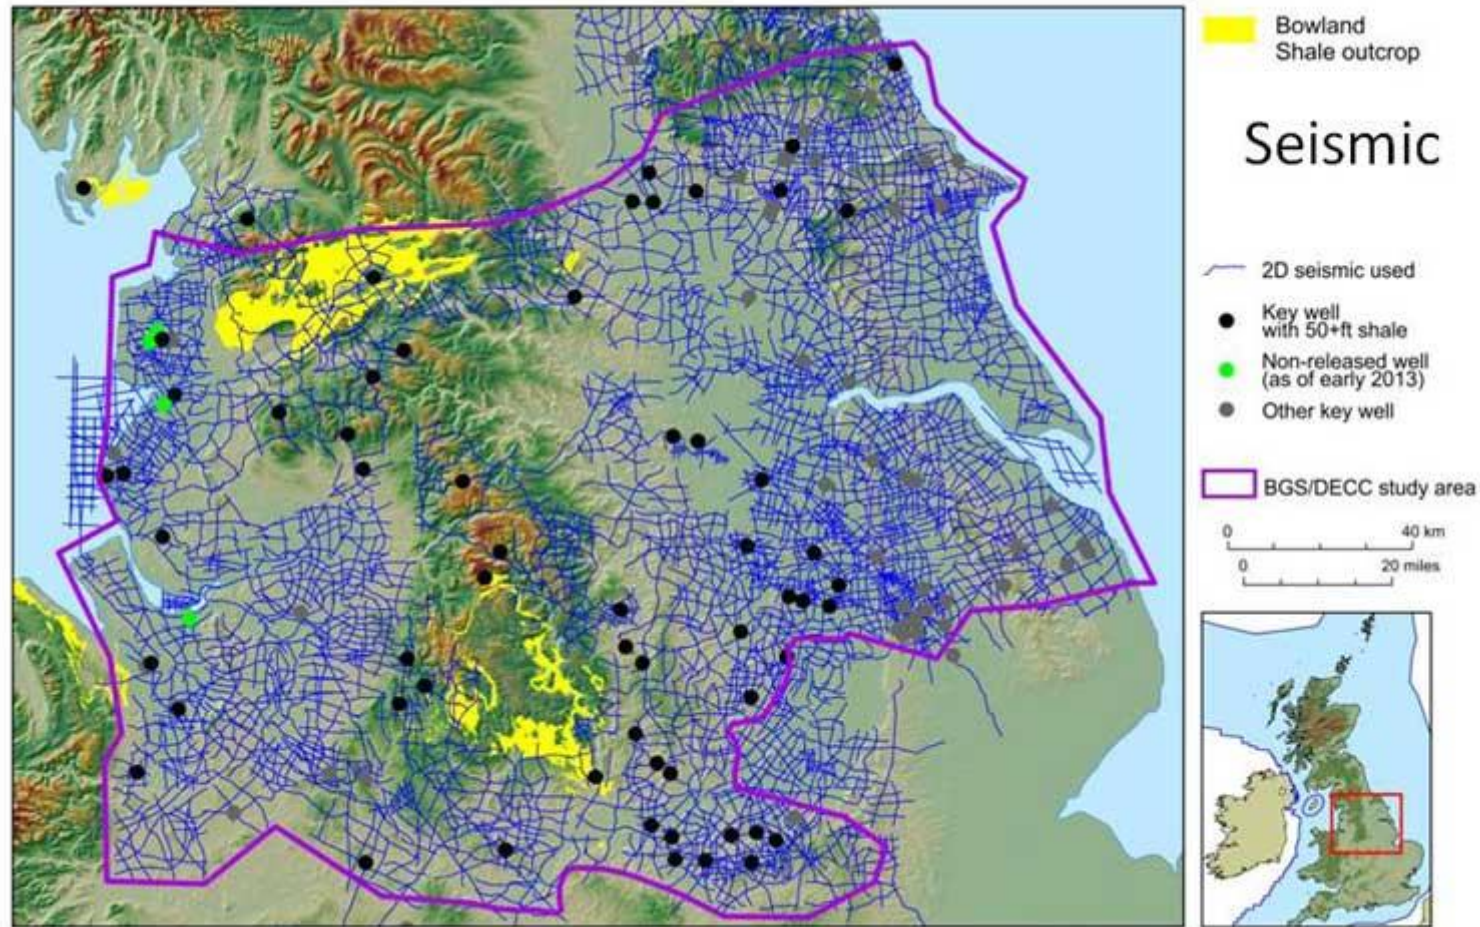 Bowland
Shale outcrop
Seismic
2D seismic used
Key well
with 50+ft shale
Non-released well
(as of early 2013)
Other key well
BGS/DECC study area
0 40 km
0 20 miles